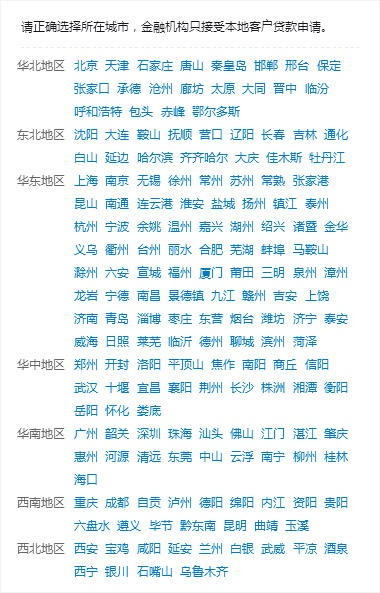 请正确选择所在城市，金融机构只接受本地客户贷款申请。
华北地区 北京 天津 石家庄 唐山 秦皇岛 邯郸 邢台 保定
张家口 承德 沧州 廊坊 太原 大同 晋中 临汾
呼和浩特 包头 赤峰 鄂尔多斯
东北地区 沈阳 大连 鞍山 抚顺 营口 辽阳 长春 吉林 通化
白山 延边 哈尔滨 齐齐哈尔 大庆 佳木斯 牡丹江
华东地区 上海 南京 无锡 徐州 常州 苏州 常熟 张家港
昆山 南通 连云港 淮安 盐城 扬州 镇江 泰州
杭州 宁波 余姚 温州 嘉兴 湖州 绍兴 诸暨 金华
义乌 衢州 台州 丽水 合肥 芜湖 蚌埠 马鞍山
滁州 六安 宣城 福州 厦门 莆田 三明 泉州 漳州
龙岩 宁德 南昌 景德镇 九江 赣州 吉安 上饶
济南 青岛 淄博 枣庄 东营 烟台 潍坊 济宁 泰安
威海 日照 莱芜 临沂 德州 聊城 滨州 菏泽
华中地区 郑州 开封 洛阳 平顶山 焦作 南阳 商丘 信阳
武汉 十堰 宜昌 襄阳 荆州 长沙 株洲 湘潭 衡阳
岳阳 怀化 娄底
华南地区 广州 韶关 深圳 珠海 汕头 佛山 江门 湛江 肇庆
惠州 河源 清远 东莞 中山 云浮 南宁 柳州 桂林
海口
西南地区 重庆 成都 自贡 泸州 德阳 绵阳 内江 资阳 贵阳
六盘水 遵义 毕节 黔东南 昆明 曲靖 玉溪
西北地区 西安 宝鸡 咸阳 延安 兰州 白银 武威 平凉 酒泉
西宁 银川 石嘴山 乌鲁木齐